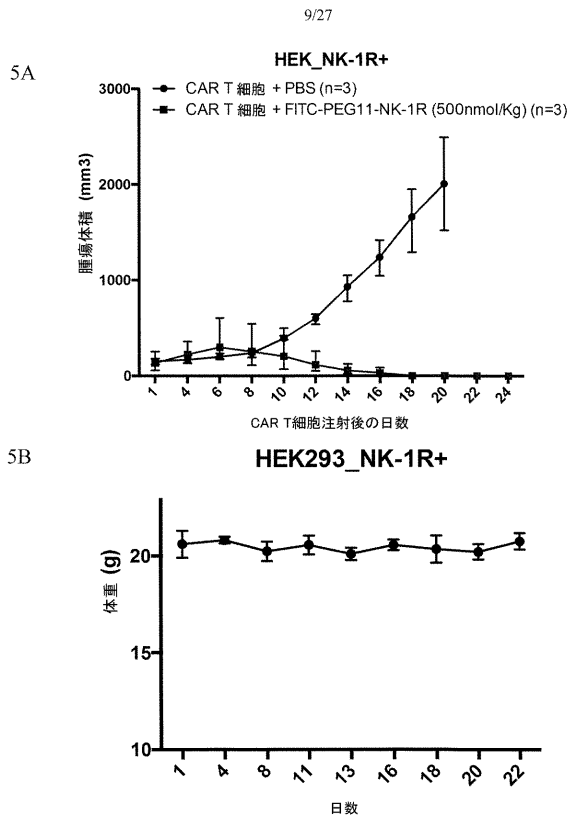 9/27
5A
HEK_NK-1R+
CAR T 細胞 + PBS (n=3)
CAR T 細胞 + FITC-PEG11-NK-1R (500nmol/Kg) (n=3)
腫瘍体積 (mm3)
3000
2000
1000
0
1 4 6 8 10 12 14 16 18 20 22 24
CAR T細胞注射後の日数
5B
HEK293_NK-1R+
体重 (g)
20
15
10
1 4 8 11 13 16 18 20 22
日数